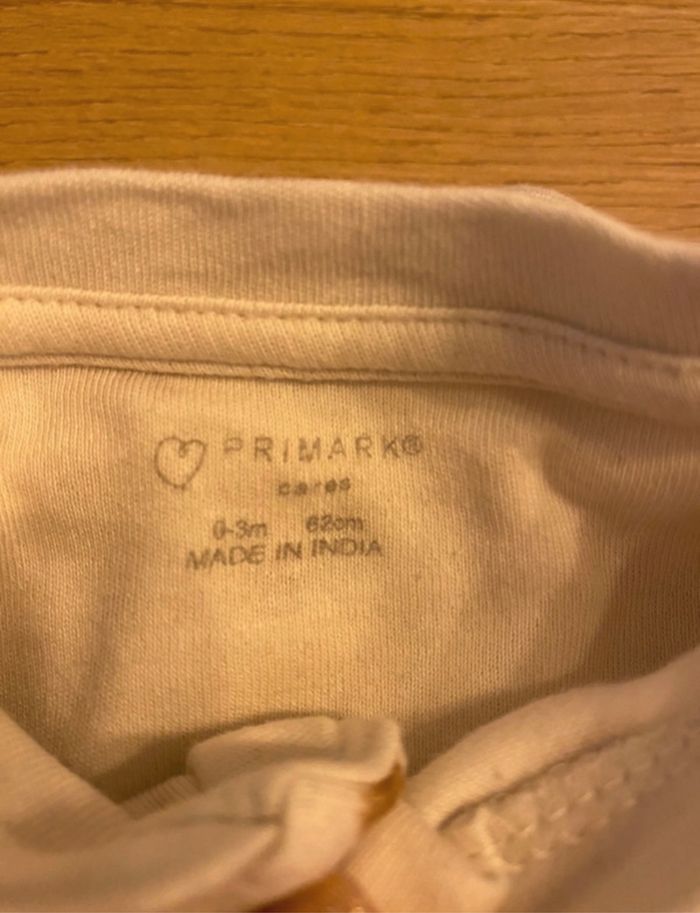 PRIMARK®
cares
0-3m 62cm
MADE IN INDIA